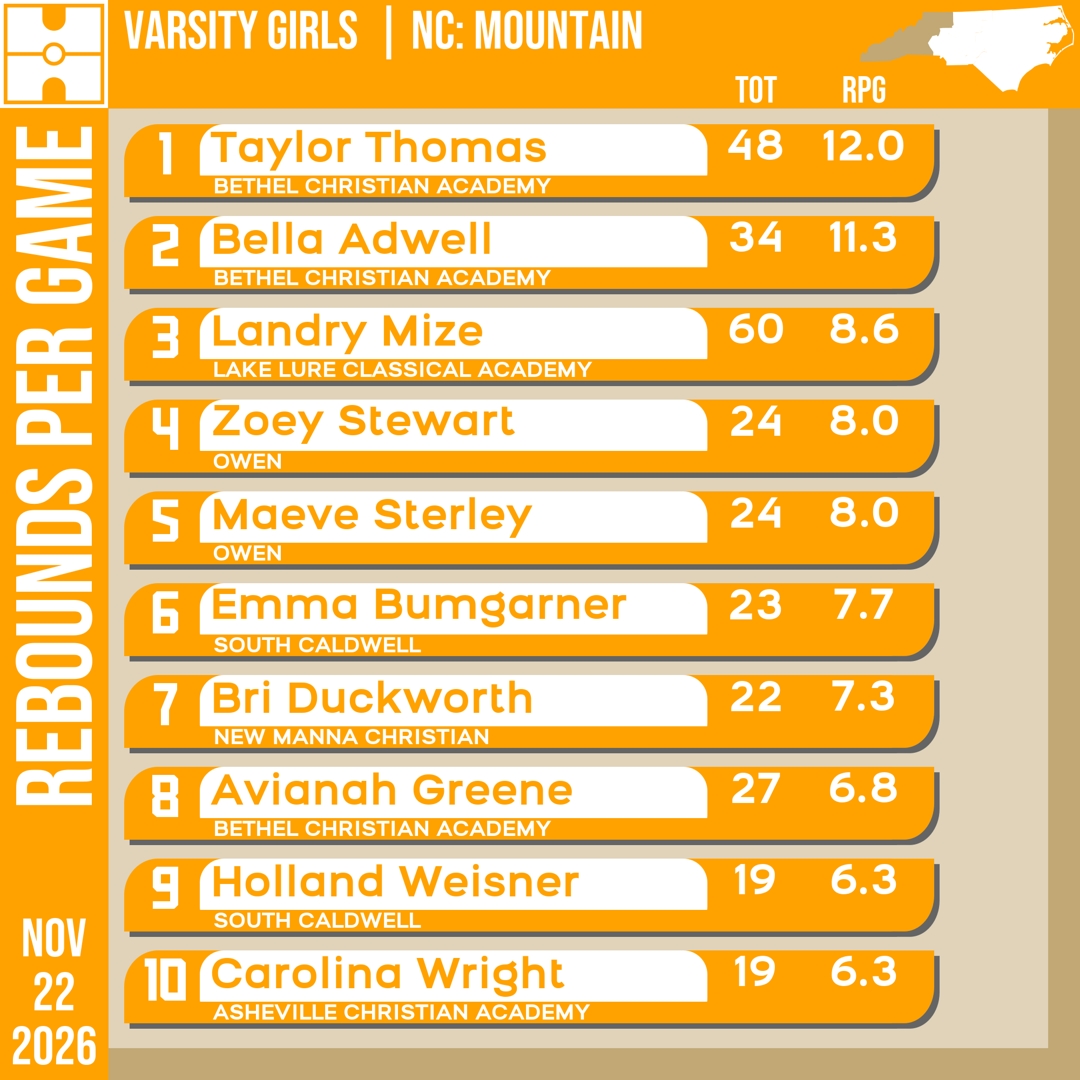 VARSITY GIRLS | NC: MOUNTAIN
TOT RPG
REBOUNDS PER GAME
1 Taylor Thomas 48 12.0
BETHEL CHRISTIAN ACADEMY
2 Bella Adwell 34 11.3
BETHEL CHRISTIAN ACADEMY
3 Landry Mize 60 8.6
LAKE LURE CLASSICAL ACADEMY
4 Zoey Stewart 24 8.0
OWEN
5 Maeve Sterley 24 8.0
OWEN
6 Emma Bumgarner 23 7.7
SOUTH CALDWELL
7 Bri Duckworth 22 7.3
NEW MANNA CHRISTIAN
8 Avianah Greene 27 6.8
BETHEL CHRISTIAN ACADEMY
9 Holland Weisner 19 6.3
SOUTH CALDWELL
10 Carolina Wright 19 6.3
ASHEVILLE CHRISTIAN ACADEMY
NOV
22
2026